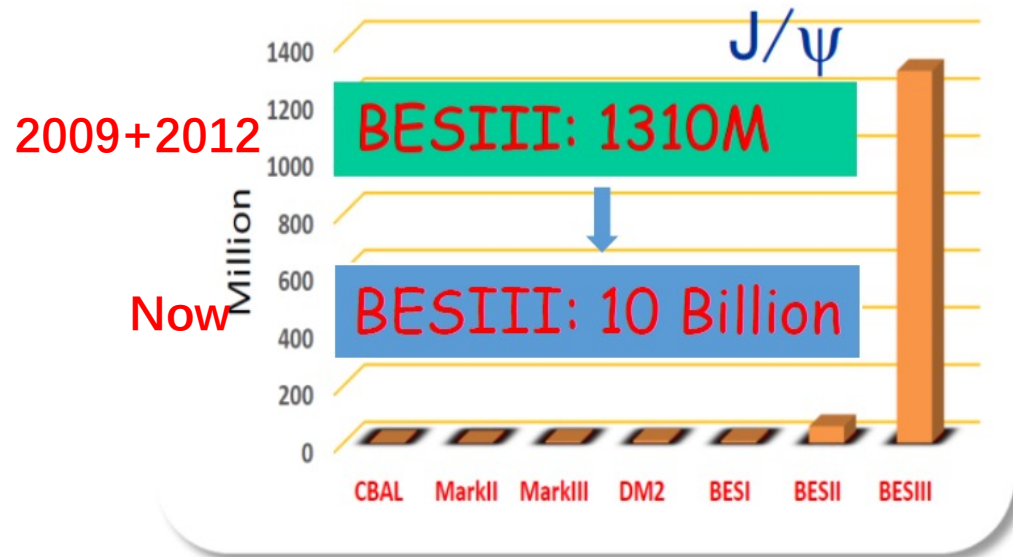 J/ψ
1400
1200
1000
800
600
400
200
0
Million
2009+2012
BESIII: 1310M
Now
BESIII: 10 Billion
CBAL MarkII MarkIII DM2 BESI BESII BESIII